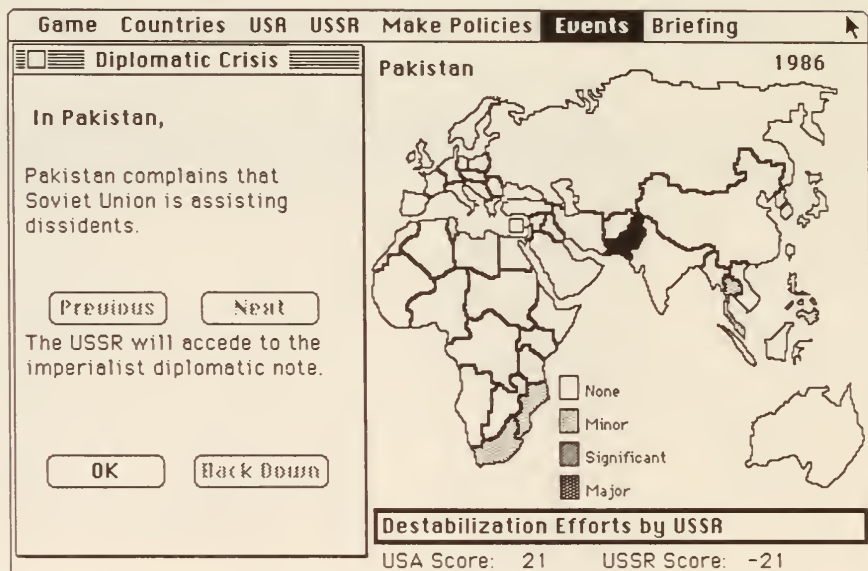 Game Countries USA USSR Make Policies Events Briefing
Diplomatic Crisis
In Pakistan,
Pakistan complains that
Soviet Union is assisting
dissidents.
Previous Next
The USSR will accede to the
imperialist diplomatic note.
OK Back Down
Pakistan 1986
None
Minor
Significant
Major
Destabilization Efforts by USSR
USA Score: 21 USSR Score: -21